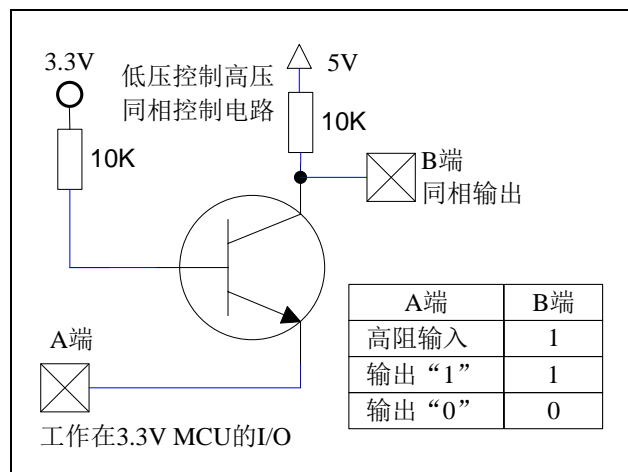 3.3V
低压控制高压
同相控制电路
5V
10K
10K
B端
同相输出
A端
工作在3.3V MCU的I/O
A端 B端
高阻输入 1
输出“1” 1
输出“0” 0